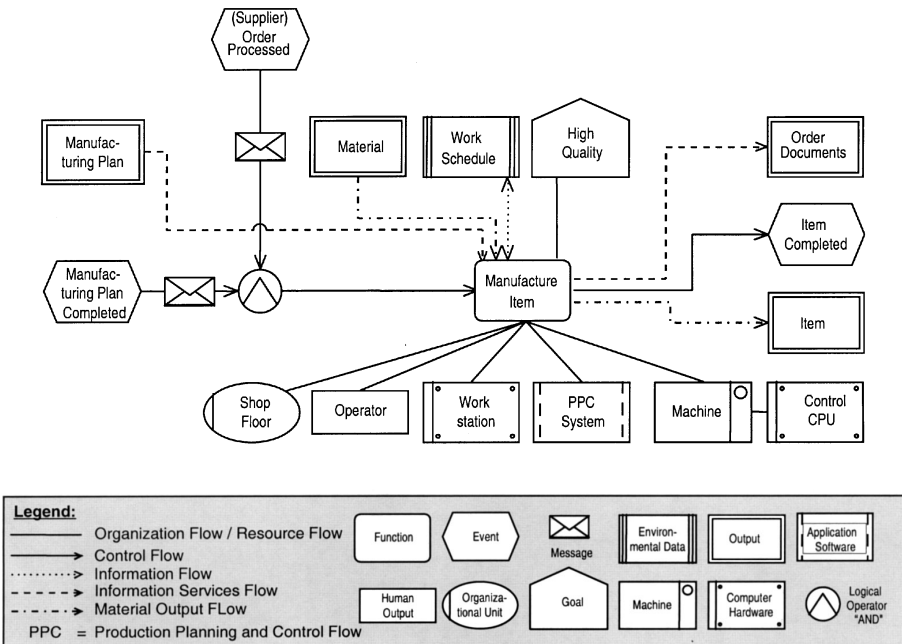 (Supplier)
Order
Processed
Manufac-
turing Plan
Material
Work
Schedule
High
Quality
Order
Documents
Manufac-
turing Plan
Completed
Manufacture
Item
Item
Completed
Item
Shop
Floor
Operator
Work
station
PPC
System
Machine
Control
CPU
Legend:
Organization Flow / Resource Flow
Control Flow
Information Flow
Information Services Flow
Material Output FLow
PPC = Production Planning and Control Flow
Function
Event
Message
Environ-
mental Data
Output
Application
Software
Human
Output
Organiza-
tional Unit
Goal
Machine
Computer
Hardware
Logical
Operator
"AND"